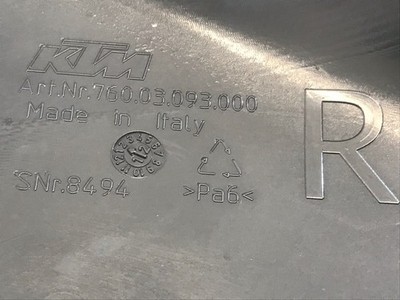 KTM
Art.Nr.760.03.093.000
Made in Italy
SNr.8494
>Pa6<
R